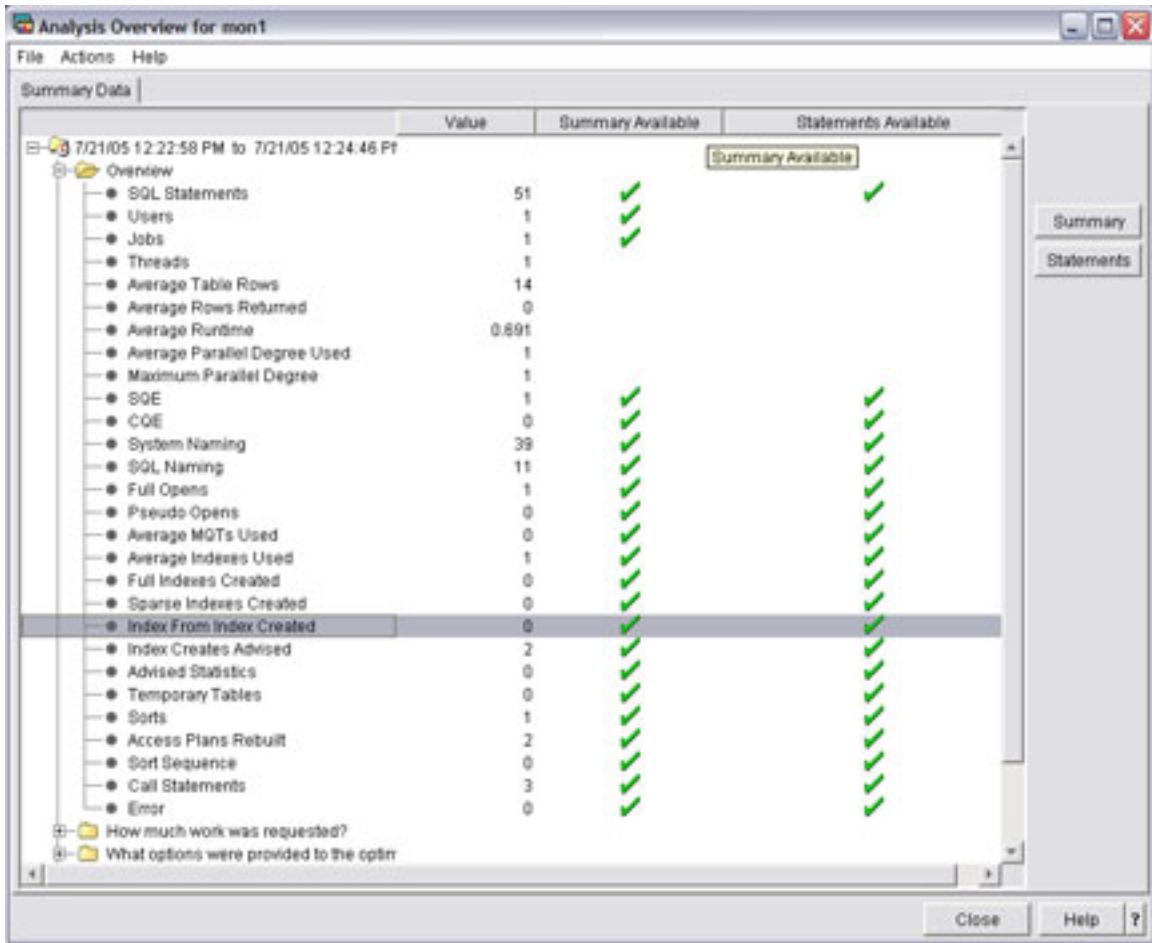 Analysis Overview for mon1
File Actions Help
Summary Data
Value Summary Available Statements Available
7/21/05 12:22:58 PM to 7/21/05 12:24:46 PM
Summary Available
Overview
SQL Statements 51
Users 1
Summary
Jobs 1
Threads 1
Statements
Average Table Rows 14
Average Rows Returned 0
Average Runtime 0.691
Average Parallel Degree Used 1
Maximum Parallel Degree 1
SQE 1
CQE 0
System Naming 39
SQL Naming 11
Full Opens 1
Pseudo Opens 0
Average MQTs Used 0
Average Indexes Used 1
Full Indexes Created 0
Sparse Indexes Created 0
Index From Index Created 0
Index Creates Advised 2
Advised Statistics 0
Temporary Tables 0
Sorts 1
Access Plans Rebuilt 2
Sort Sequence 0
Call Statements 3
Error 0
How much work was requested?
What options were provided to the optim
Close Help ?